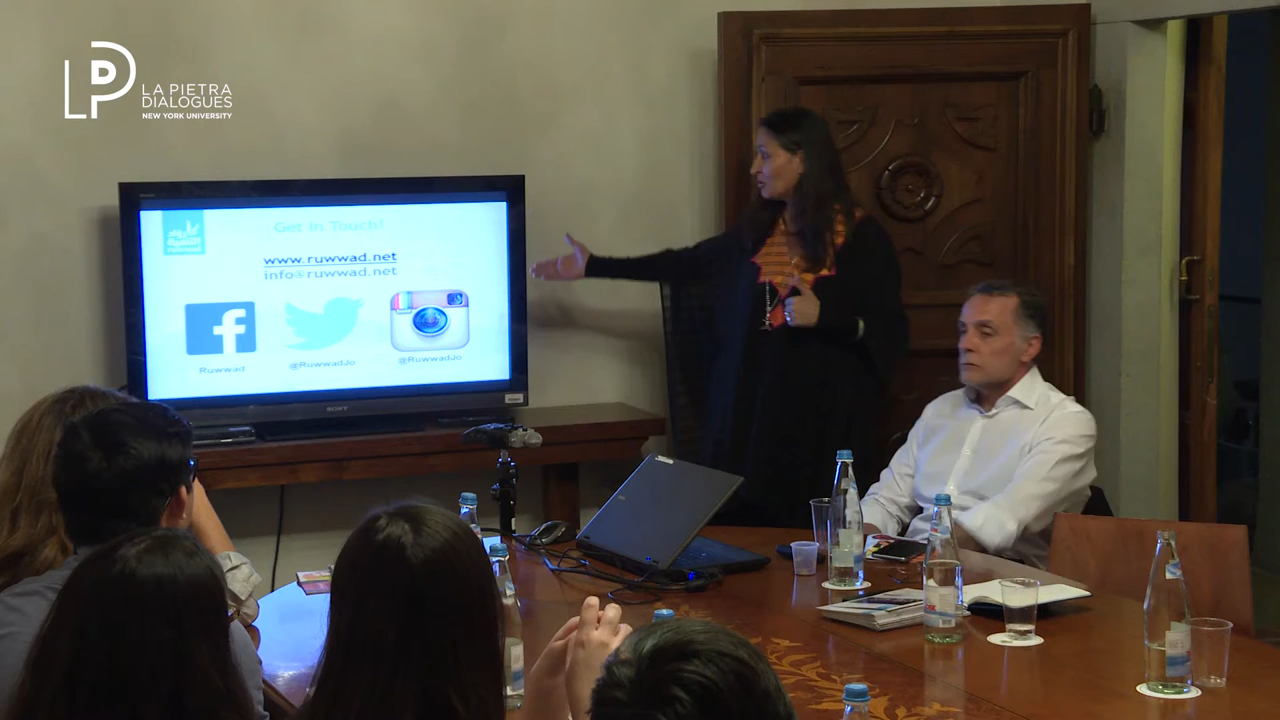 LA PIETRA
DIALOGUES
NEW YORK UNIVERSITY
Get In Touch!
www.ruwwad.net
info@ruwwad.net
Ruwwad
@RuwwadJo
@RuwwadJo
SONY